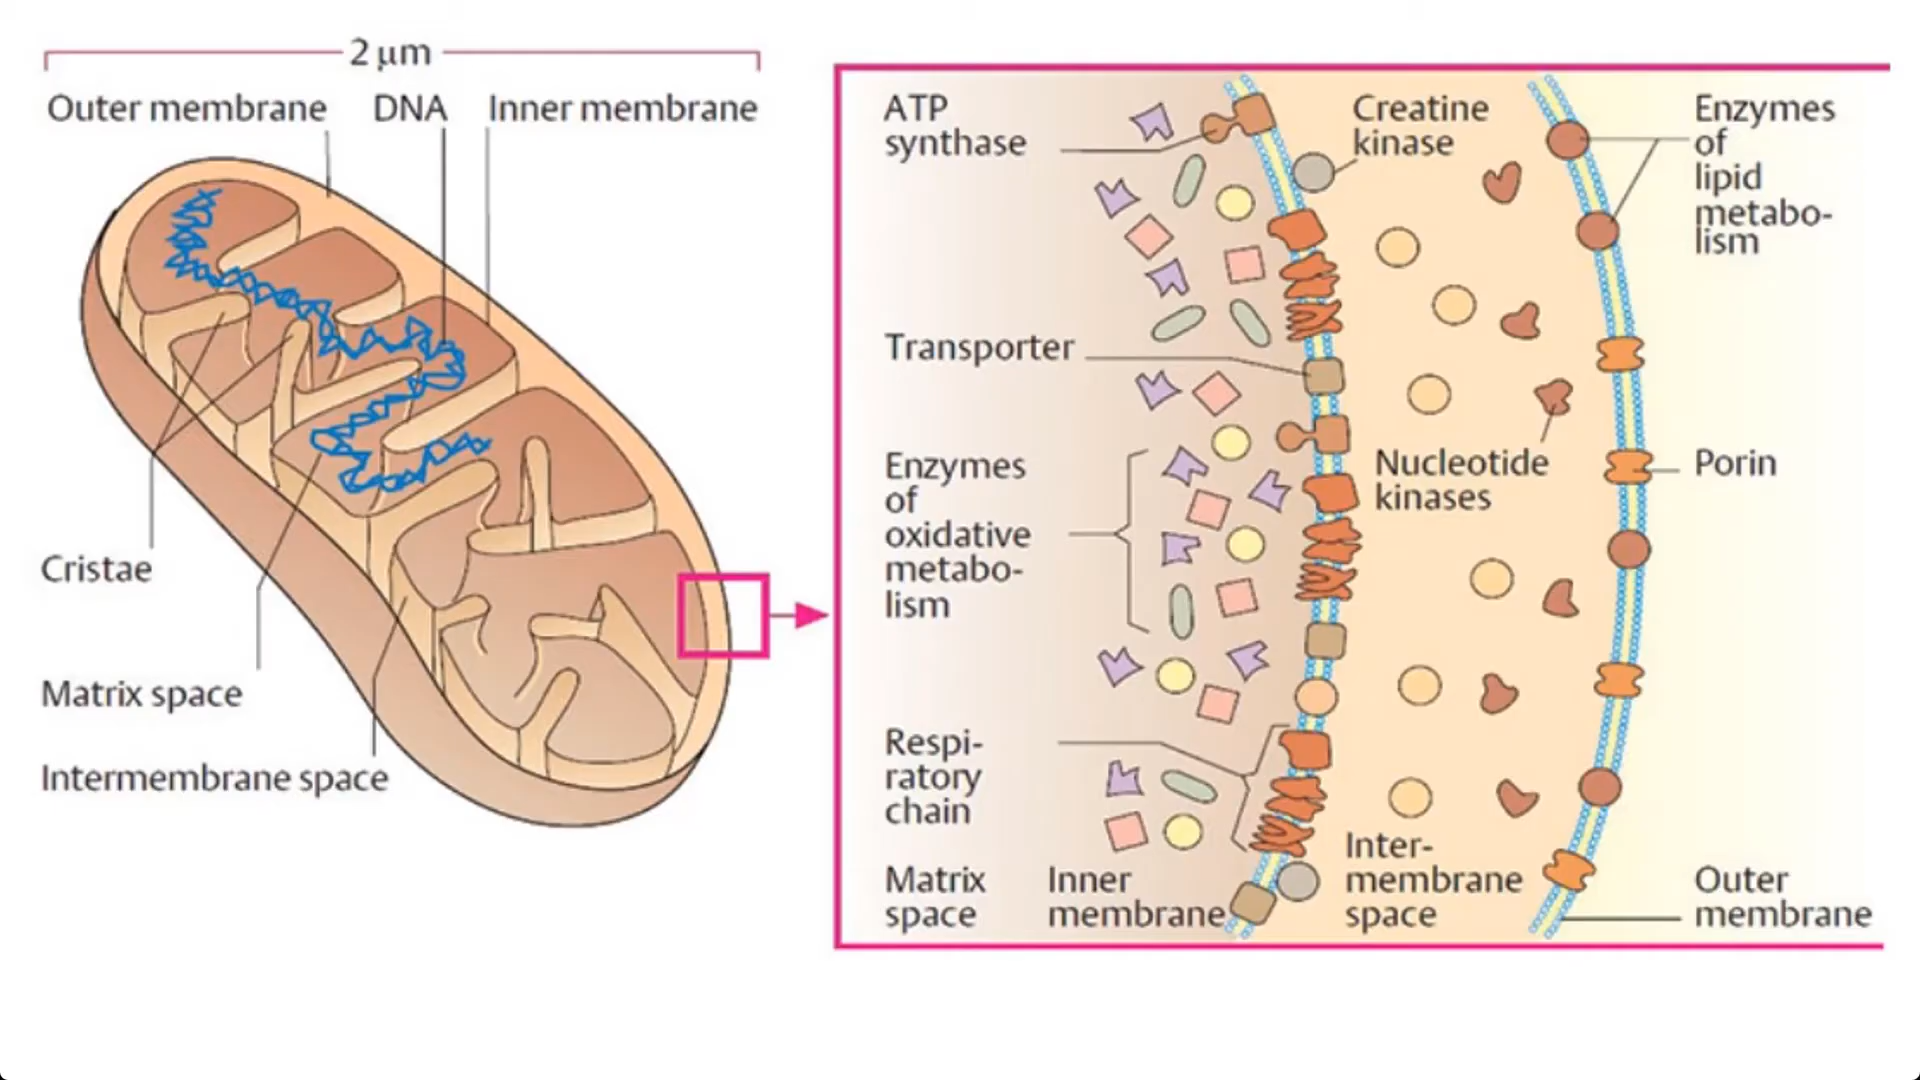 2 μm
Outer membrane
DNA
Inner membrane
Cristae
Matrix space
Intermembrane space
ATP
synthase
Transporter
Enzymes
of
oxidative
metabo-
lism
Respi-
ratory
chain
Matrix
space
Inner
membrane
Creatine
kinase
Nucleotide
kinases
Inter-
membrane
space
Enzymes
of
lipid
metabo-
lism
Porin
Outer
membrane